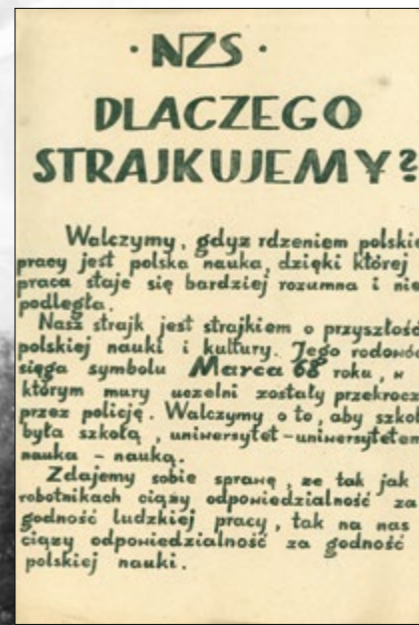 · NZS ·
DLACZEGO
STRAJKUJEMY?
Walczymy, gdyż rdzeniem polskie
pracy jest polska nauka, dzięki której
praca staje się bardziej rozumna i nie
podległa.
Nasz strajk jest strajkiem o przyszłość
polskiej nauki i kultury. Jego rodowód
sięga symbolu Marca 68 roku, w
którym mury uczelni zostały przekrocz
przez policję. Walczymy o to, aby szkoł
była szkołą, uniwersytet-uniwersytetem
nauka - nauką.
Zdajemy sobie sprawę, że tak jak
robotnikach ciąży odpowiedzialność za
godność ludzkiej pracy, tak na nas
ciąży odpowiedzialność za godność
polskiej nauki.